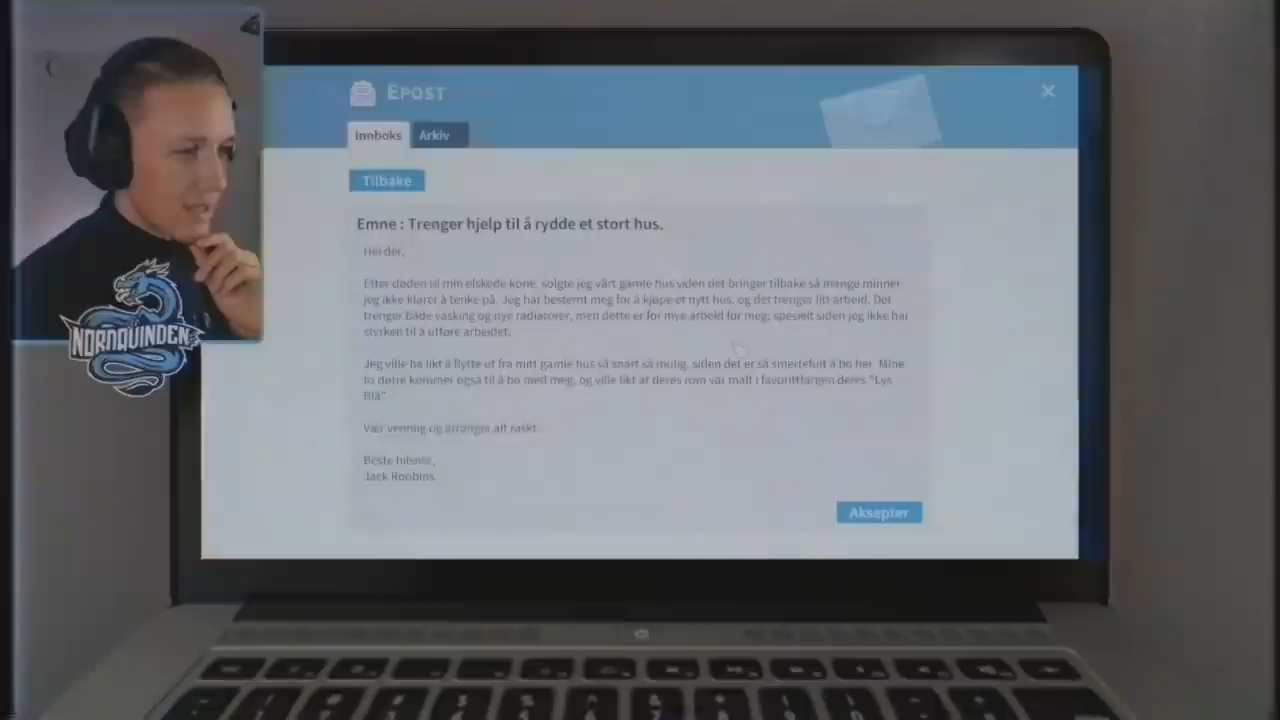 Epost
Innboks Arkiv
Tilbake
Emne : Trenger hjelp til å rydde et stort hus.
Hei der,
Etter døden til min elskede kone, solgte jeg vårt gamle hus siden det bringer tilbake så mange minner
jeg ikke klarer å tenke på. Jeg har bestemt meg for å kjøpe et nytt hus, og det trenger litt arbeid. Det
trenger både vasking og nye radiatorer, men dette er for mye arbeid for meg, spesielt siden jeg ikke har
styrken til å utføre arbeidet.
Jeg ville ha likt å flytte ut fra mitt gamle hus så snart så mulig, siden det er så smertefullt å bo her. Mine
to døtre kommer også til å bo med meg, og ville likt at deres rom var malt i favorittfargen deres "Lys
Blå"
Vær vennlig og arranger alt raskt.
Beste hilsner,
Jack Roobins
Aksepter
NORNQUINDEN